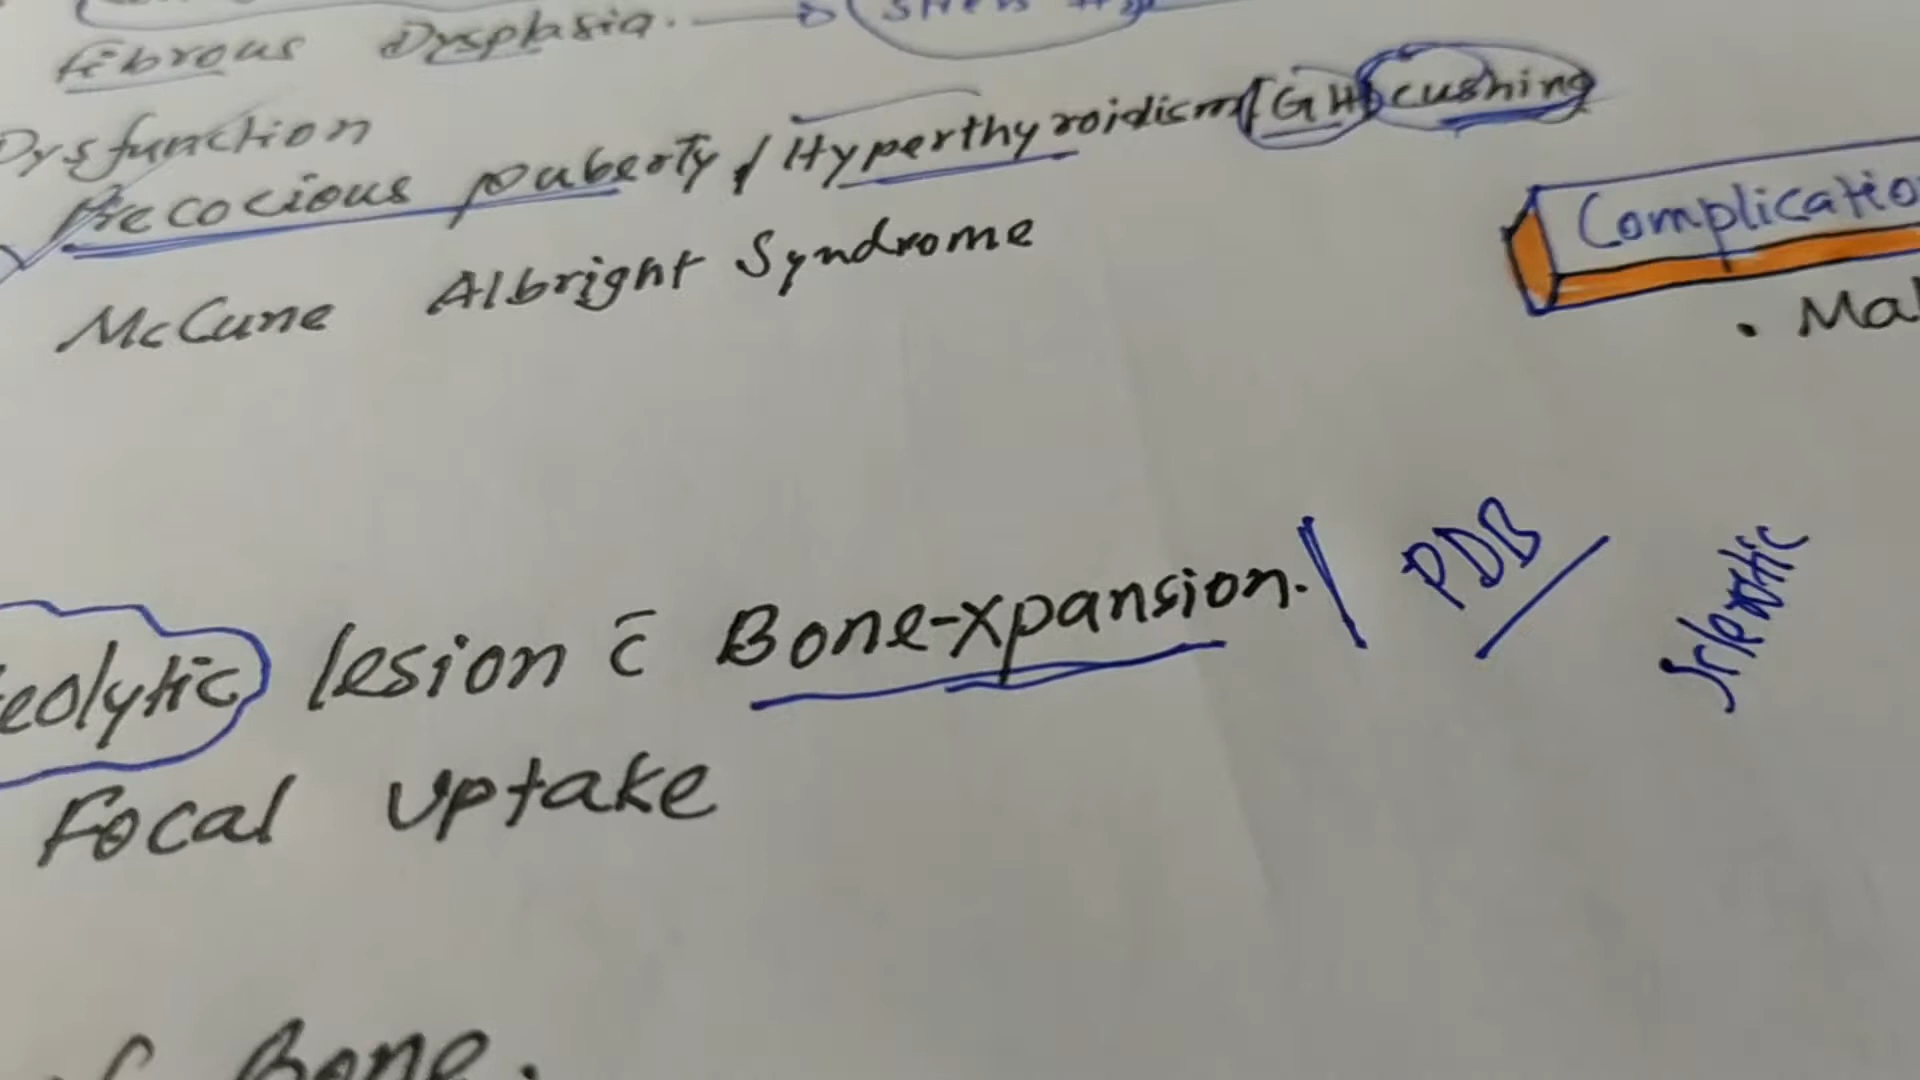 fibrous Dysplasia.
Dysfunction
Precocious puberty / Hyperthyroidism (GH) cushing
McCune Albright Syndrome
Complicatio
• Mal
eolytic lesion c̄ Bone-xpansion. / PDB
Sclerotic
Focal uptake
Bone.